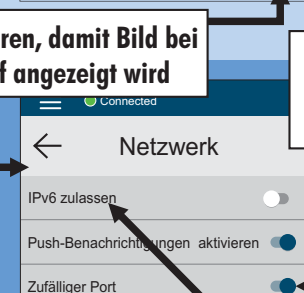 ren, damit Bild bei
f angezeigt wird
Connected
Netzwerk
IPv6 zulassen
Push-Benachrichtigungen aktivieren
Zufälliger Port